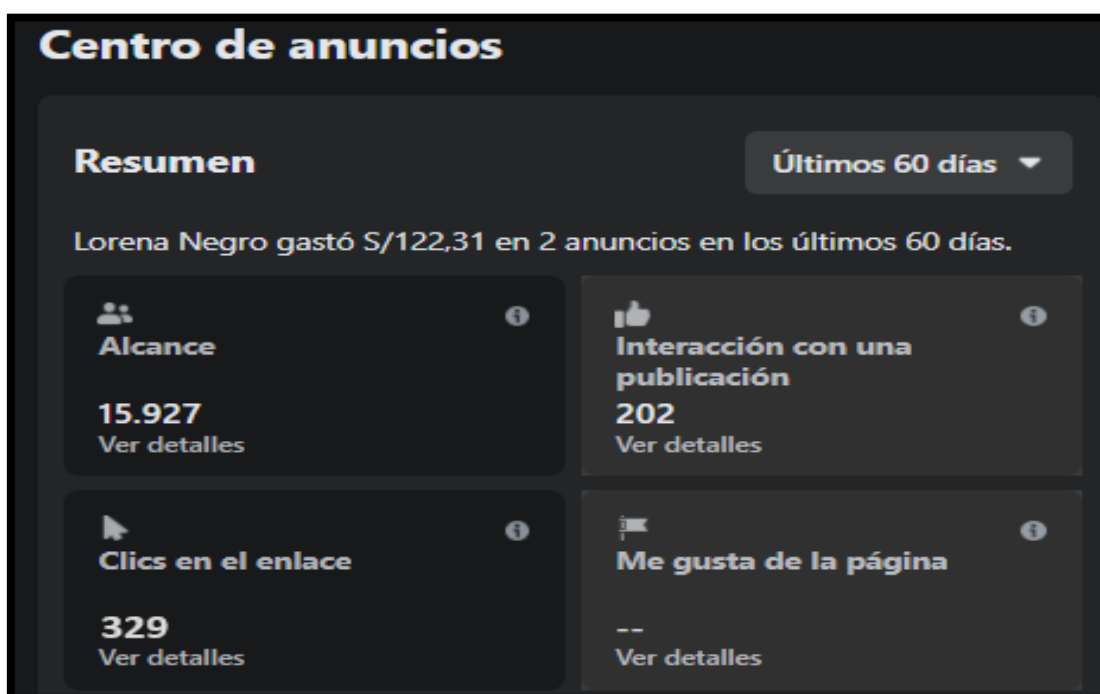 Centro de anuncios
Resumen
Últimos 60 días
Lorena Negro gastó S/122,31 en 2 anuncios en los últimos 60 días.
Alcance
15.927
Ver detalles
Interacción con una
publicación
202
Ver detalles
Clics en el enlace
329
Ver detalles
Me gusta de la página
--
Ver detalles